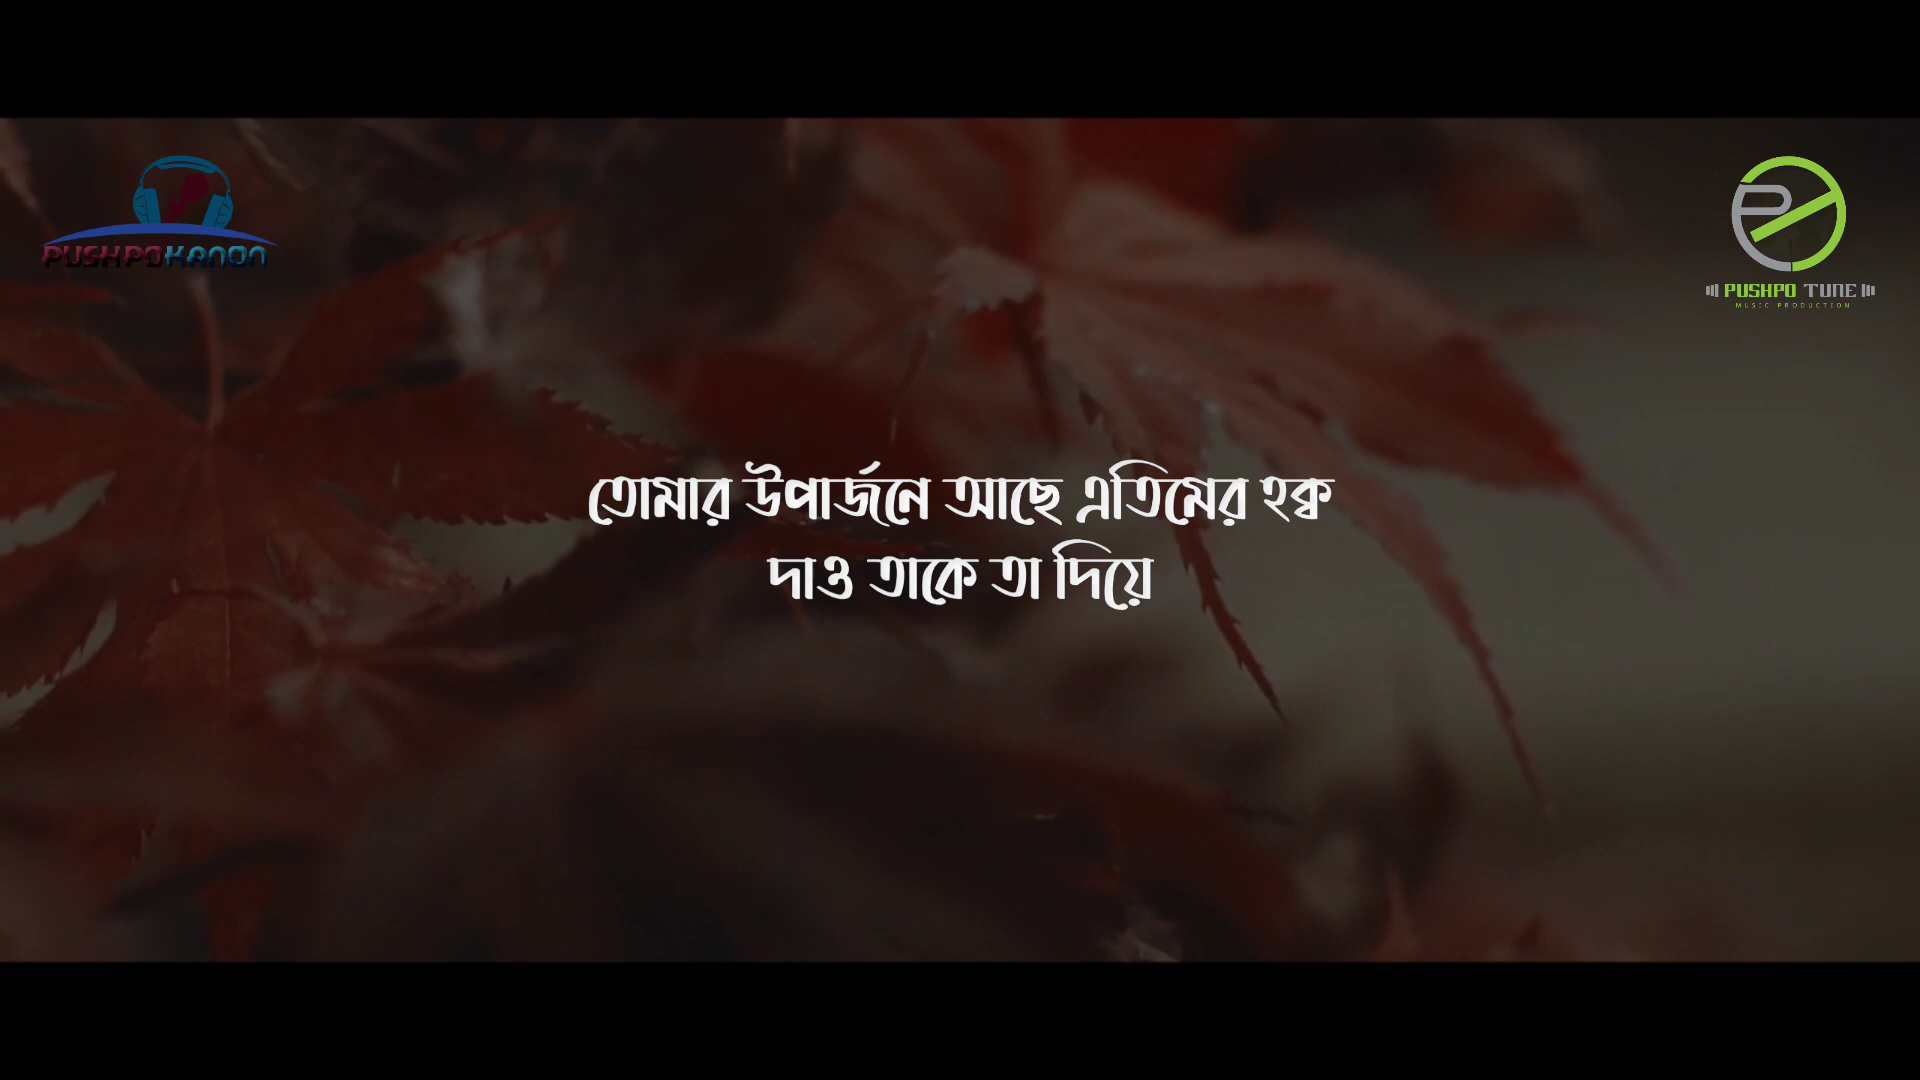 PUSHPOKANON
PUSHPO TUNE
MUSIC PRODUCTION
তোমার উপার্জনে আছে এতিমের হক্ব
দাও তাকে তা দিয়ে